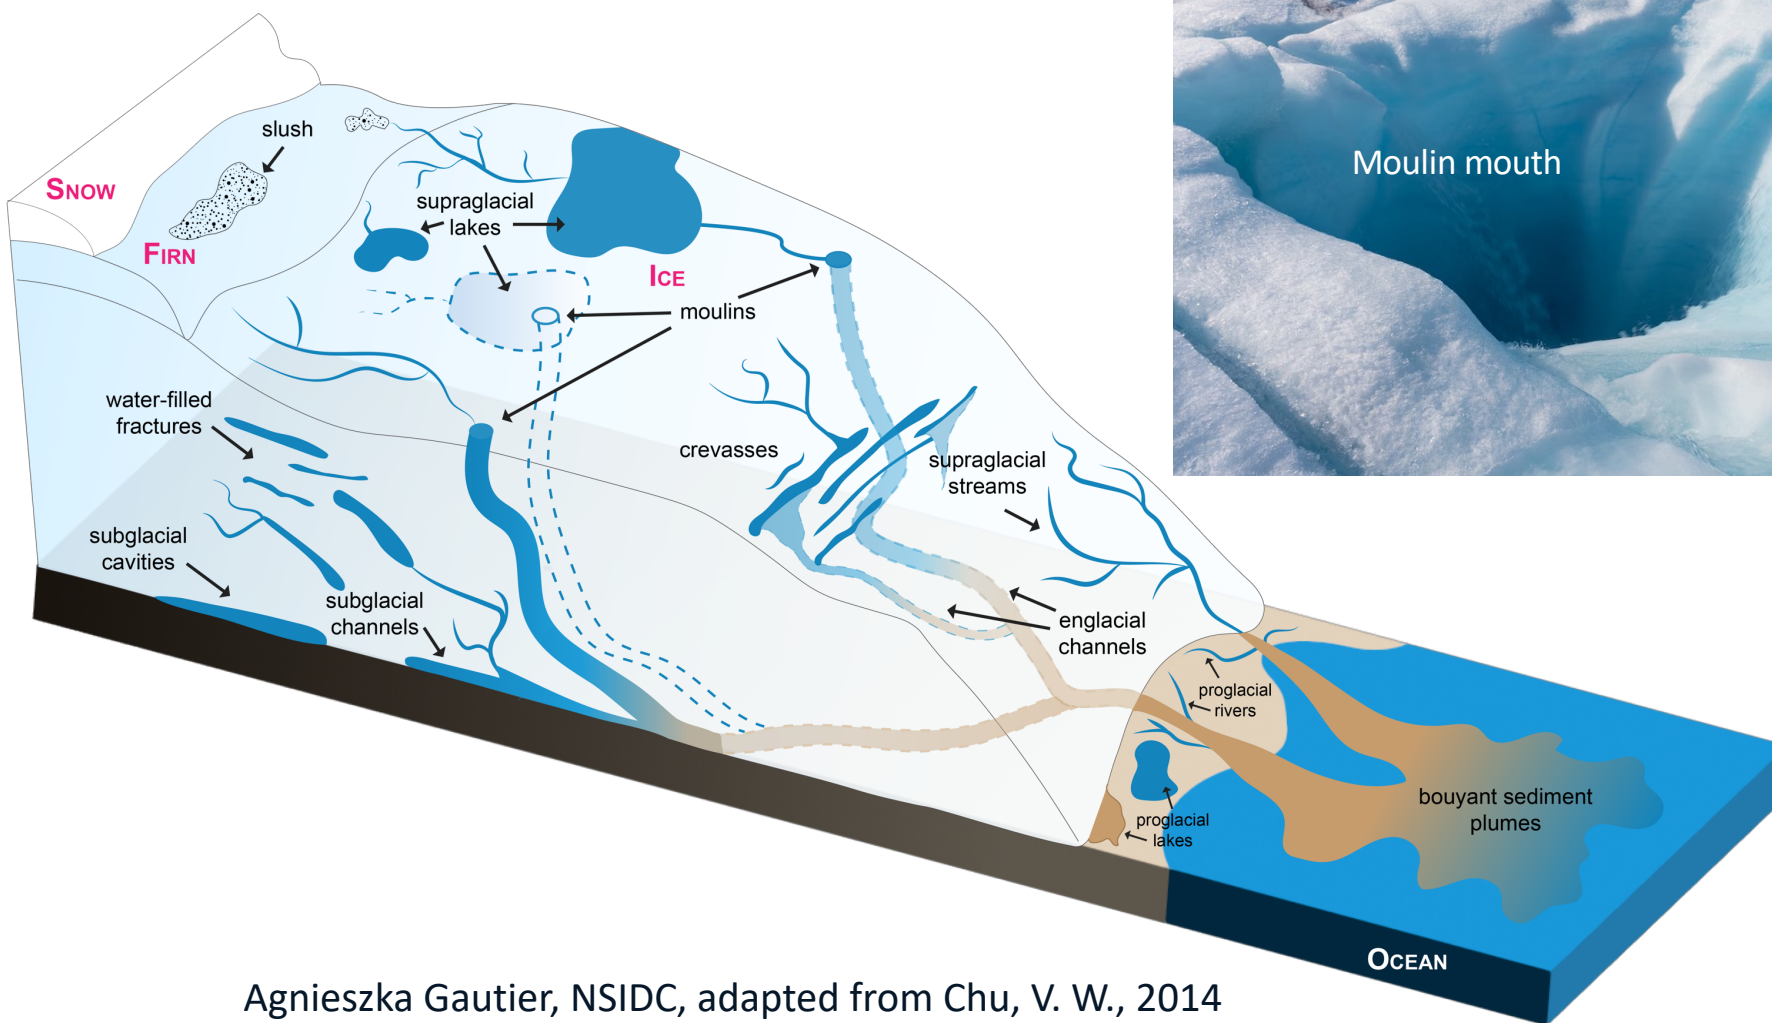 slush
SNOW
FIRN
supraglacial
lakes
ICE
moulins
Moulin mouth
water-filled
fractures
crevasses
supraglacial
streams
subglacial
cavities
subglacial
channels
englacial
channels
proglacial
rivers
proglacial
lakes
bouyant sediment
plumes
OCEAN
Agnieszka Gautier, NSIDC, adapted from Chu, V. W., 2014